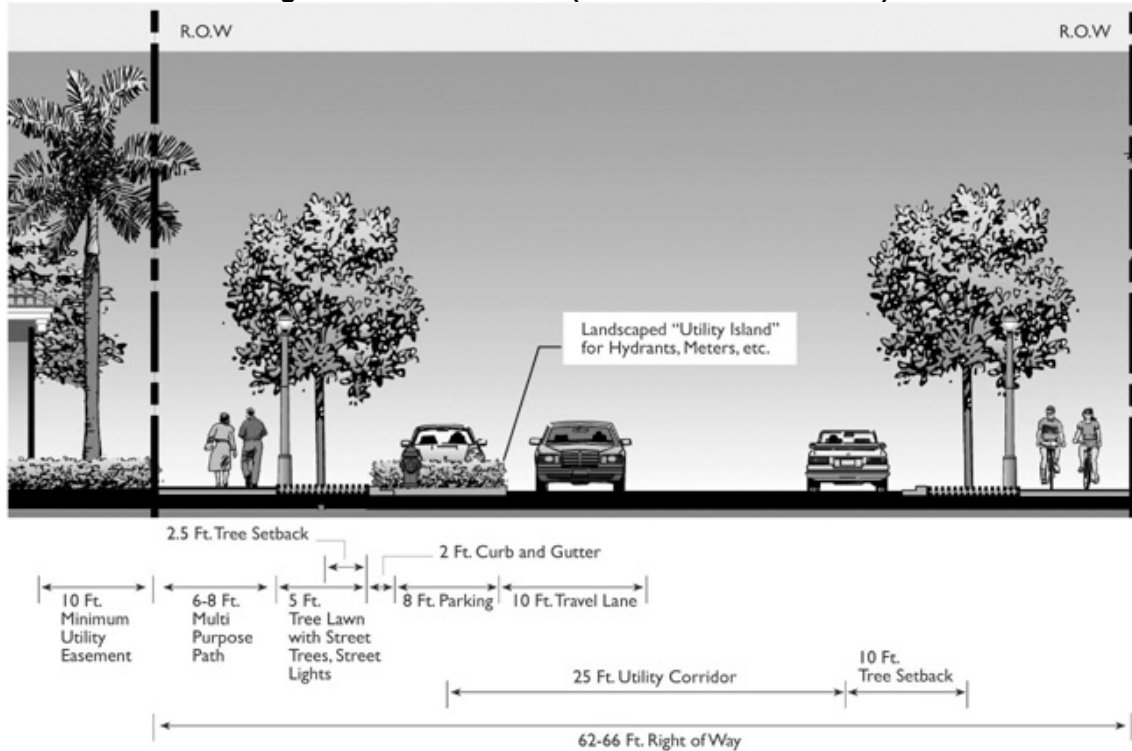 R.O.W
R.O.W
Landscaped “Utility Island”
for Hydrants, Meters, etc.
2.5 Ft. Tree Setback
2 Ft. Curb and Gutter
10 Ft.
Minimum
Utility
Easement
6-8 Ft.
Multi
Purpose
Path
5 Ft.
Tree Lawn
with Street
Trees, Street
Lights
8 Ft. Parking
10 Ft. Travel Lane
25 Ft. Utility Corridor
10 Ft.
Tree Setback
62-66 Ft. Right of Way